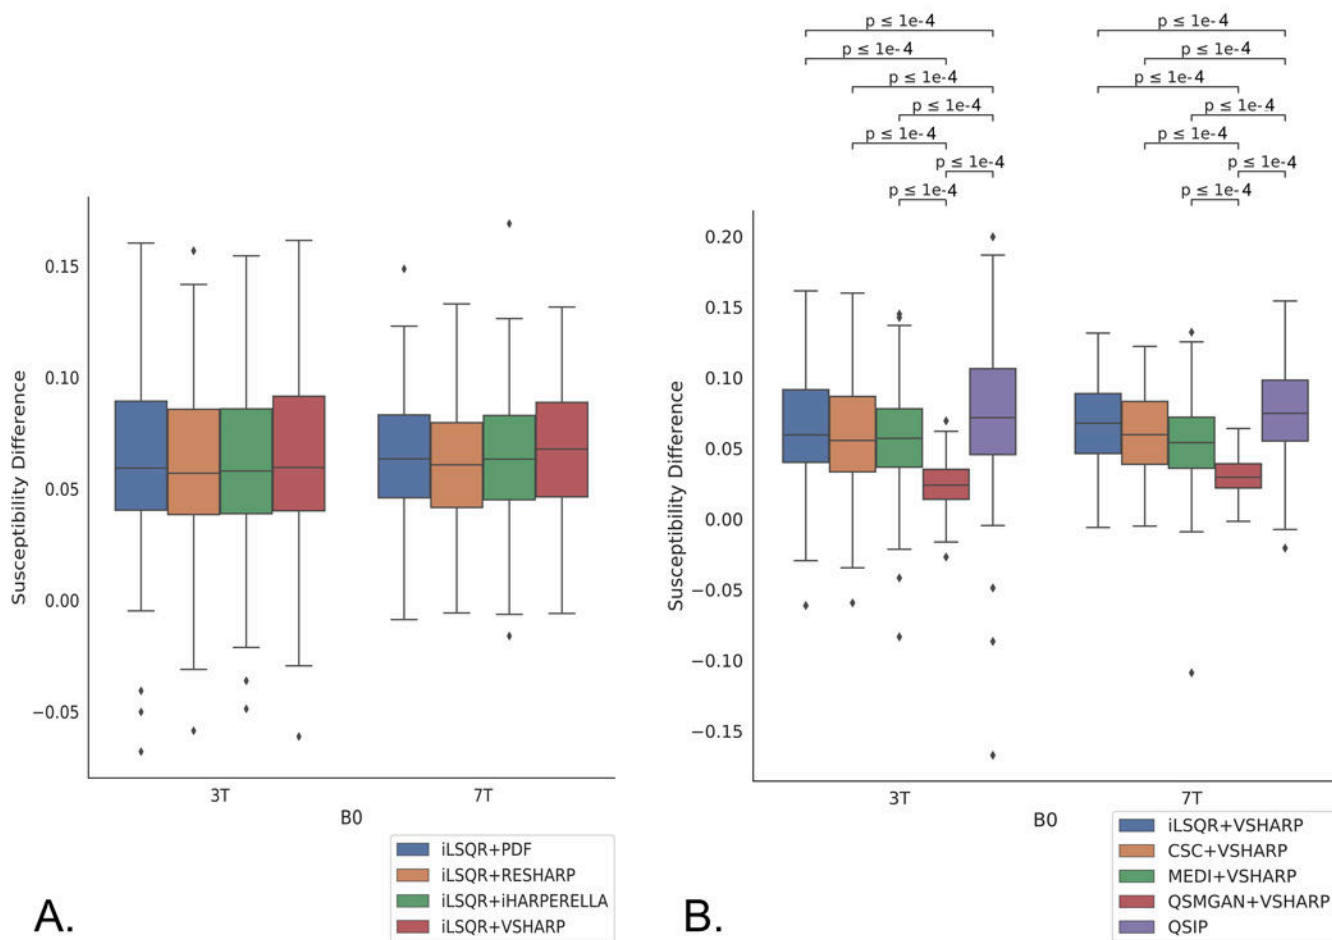 Susceptibility Difference
0.15
0.10
0.05
0.00
−0.05
3T
7T
B0
iLSQR+PDF
iLSQR+RESHARP
iLSQR+iHARPERELLA
iLSQR+VSHARP
A.
p ≤ 1e-4
p ≤ 1e-4
p ≤ 1e-4
p ≤ 1e-4
p ≤ 1e-4
p ≤ 1e-4
p ≤ 1e-4
p ≤ 1e-4
p ≤ 1e-4
p ≤ 1e-4
p ≤ 1e-4
p ≤ 1e-4
p ≤ 1e-4
p ≤ 1e-4
Susceptibility Difference
0.20
0.15
0.10
0.05
0.00
−0.05
−0.10
−0.15
3T
7T
B0
iLSQR+VSHARP
CSC+VSHARP
MEDI+VSHARP
QSMGAN+VSHARP
QSIP
B.